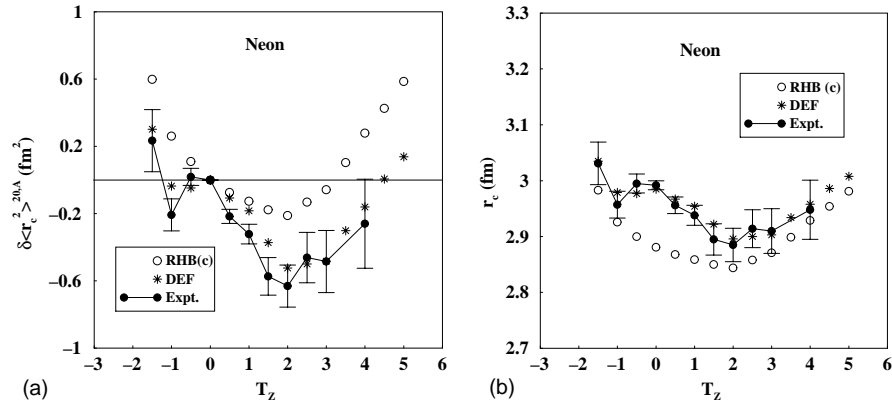 1
0.6
0.2
−0.2
−0.6
−1
δ<r_c^2>^20,A (fm^2)
Neon
RHB(c)
DEF
Expt.
−3 −2 −1 0 1 2 3 4 5 6
T_Z
(a)
3.3
3.2
3.1
3
2.9
2.8
2.7
r_c (fm)
Neon
RHB (c)
DEF
Expt.
−3 −2 −1 0 1 2 3 4 5 6
T_Z
(b)